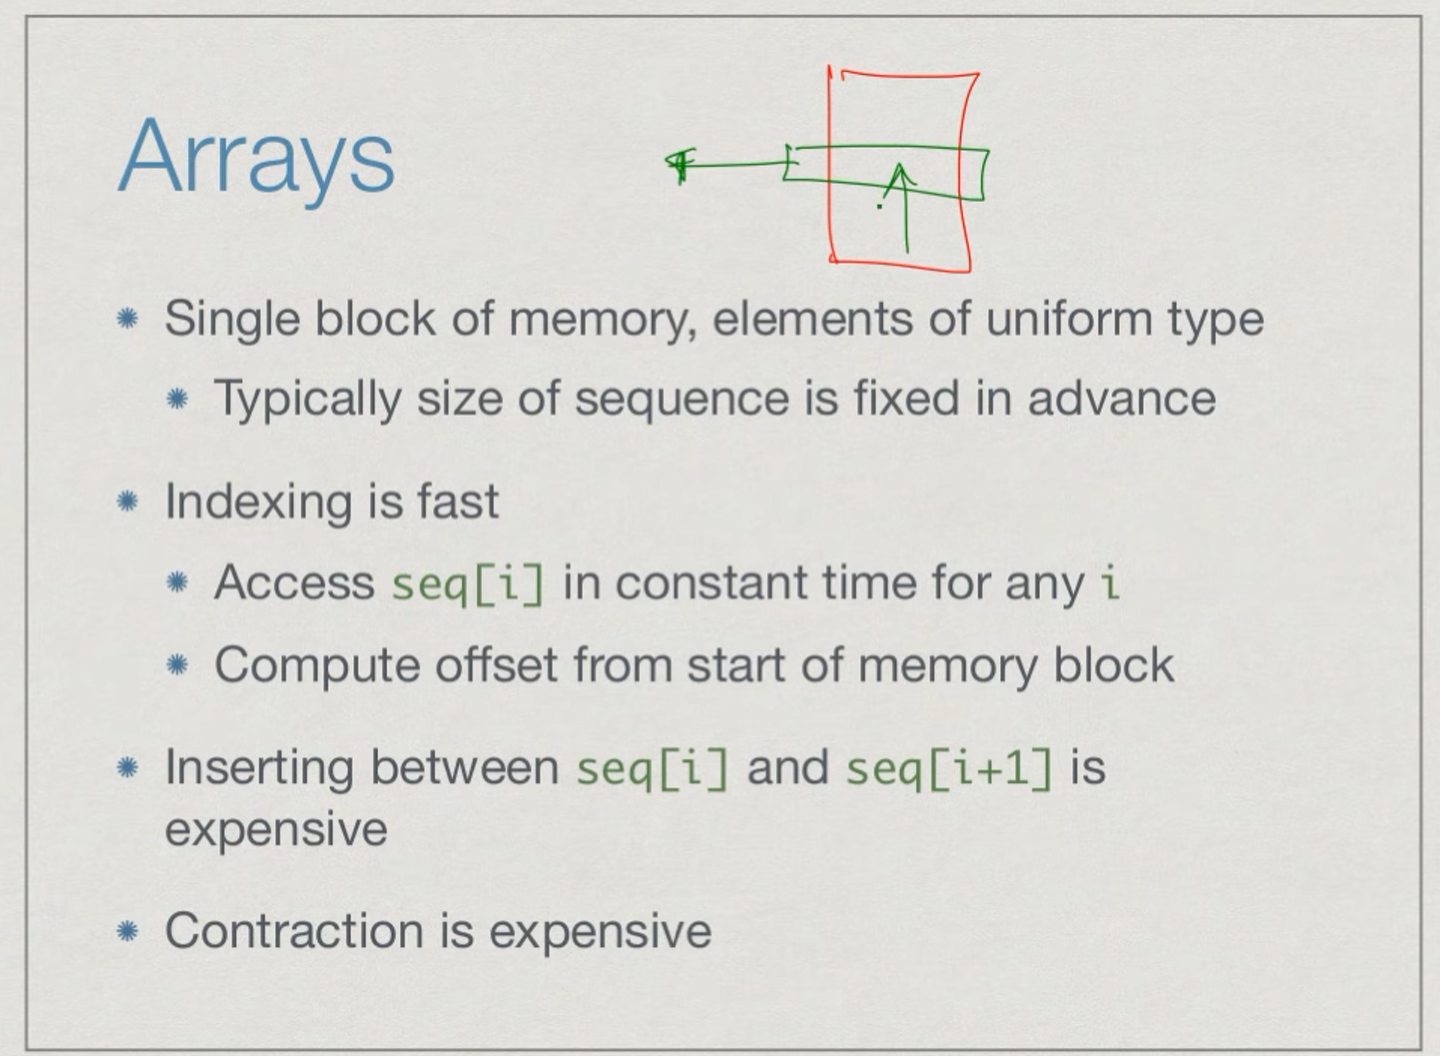 Arrays
Single block of memory, elements of uniform type
Typically size of sequence is fixed in advance
Indexing is fast
Access seq[i] in constant time for any i
Compute offset from start of memory block
Inserting between seq[i] and seq[i+1] is
expensive
Contraction is expensive